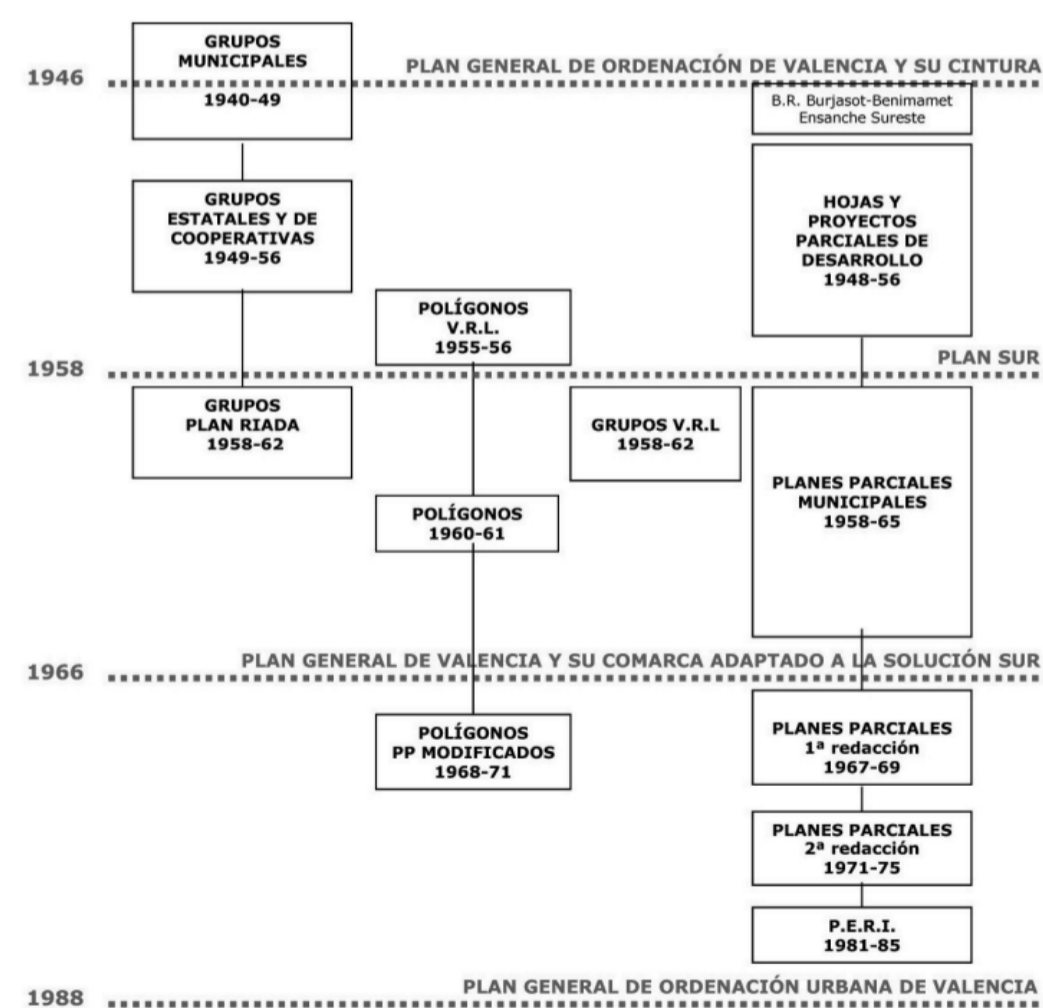 GRUPOS
MUNICIPALES
1940-49
1946
PLAN GENERAL DE ORDENACIÓN DE VALENCIA Y SU CINTURA
B.R. Burjasot-Benimamet
Ensanche Sureste
GRUPOS
ESTATALES Y DE
COOPERATIVAS
1949-56
HOJAS Y
PROYECTOS
PARCIALES DE
DESARROLLO
1948-56
POLÍGONOS
V.R.L.
1955-56
1958
PLAN SUR
GRUPOS
PLAN RIADA
1958-62
GRUPOS V.R.L
1958-62
PLANES PARCIALES
MUNICIPALES
1958-65
POLÍGONOS
1960-61
1966
PLAN GENERAL DE VALENCIA Y SU COMARCA ADAPTADO A LA SOLUCIÓN SUR
POLÍGONOS
PP MODIFICADOS
1968-71
PLANES PARCIALES
1ª redacción
1967-69
PLANES PARCIALES
2ª redacción
1971-75
P.E.R.I.
1981-85
1988
PLAN GENERAL DE ORDENACIÓN URBANA DE VALENCIA